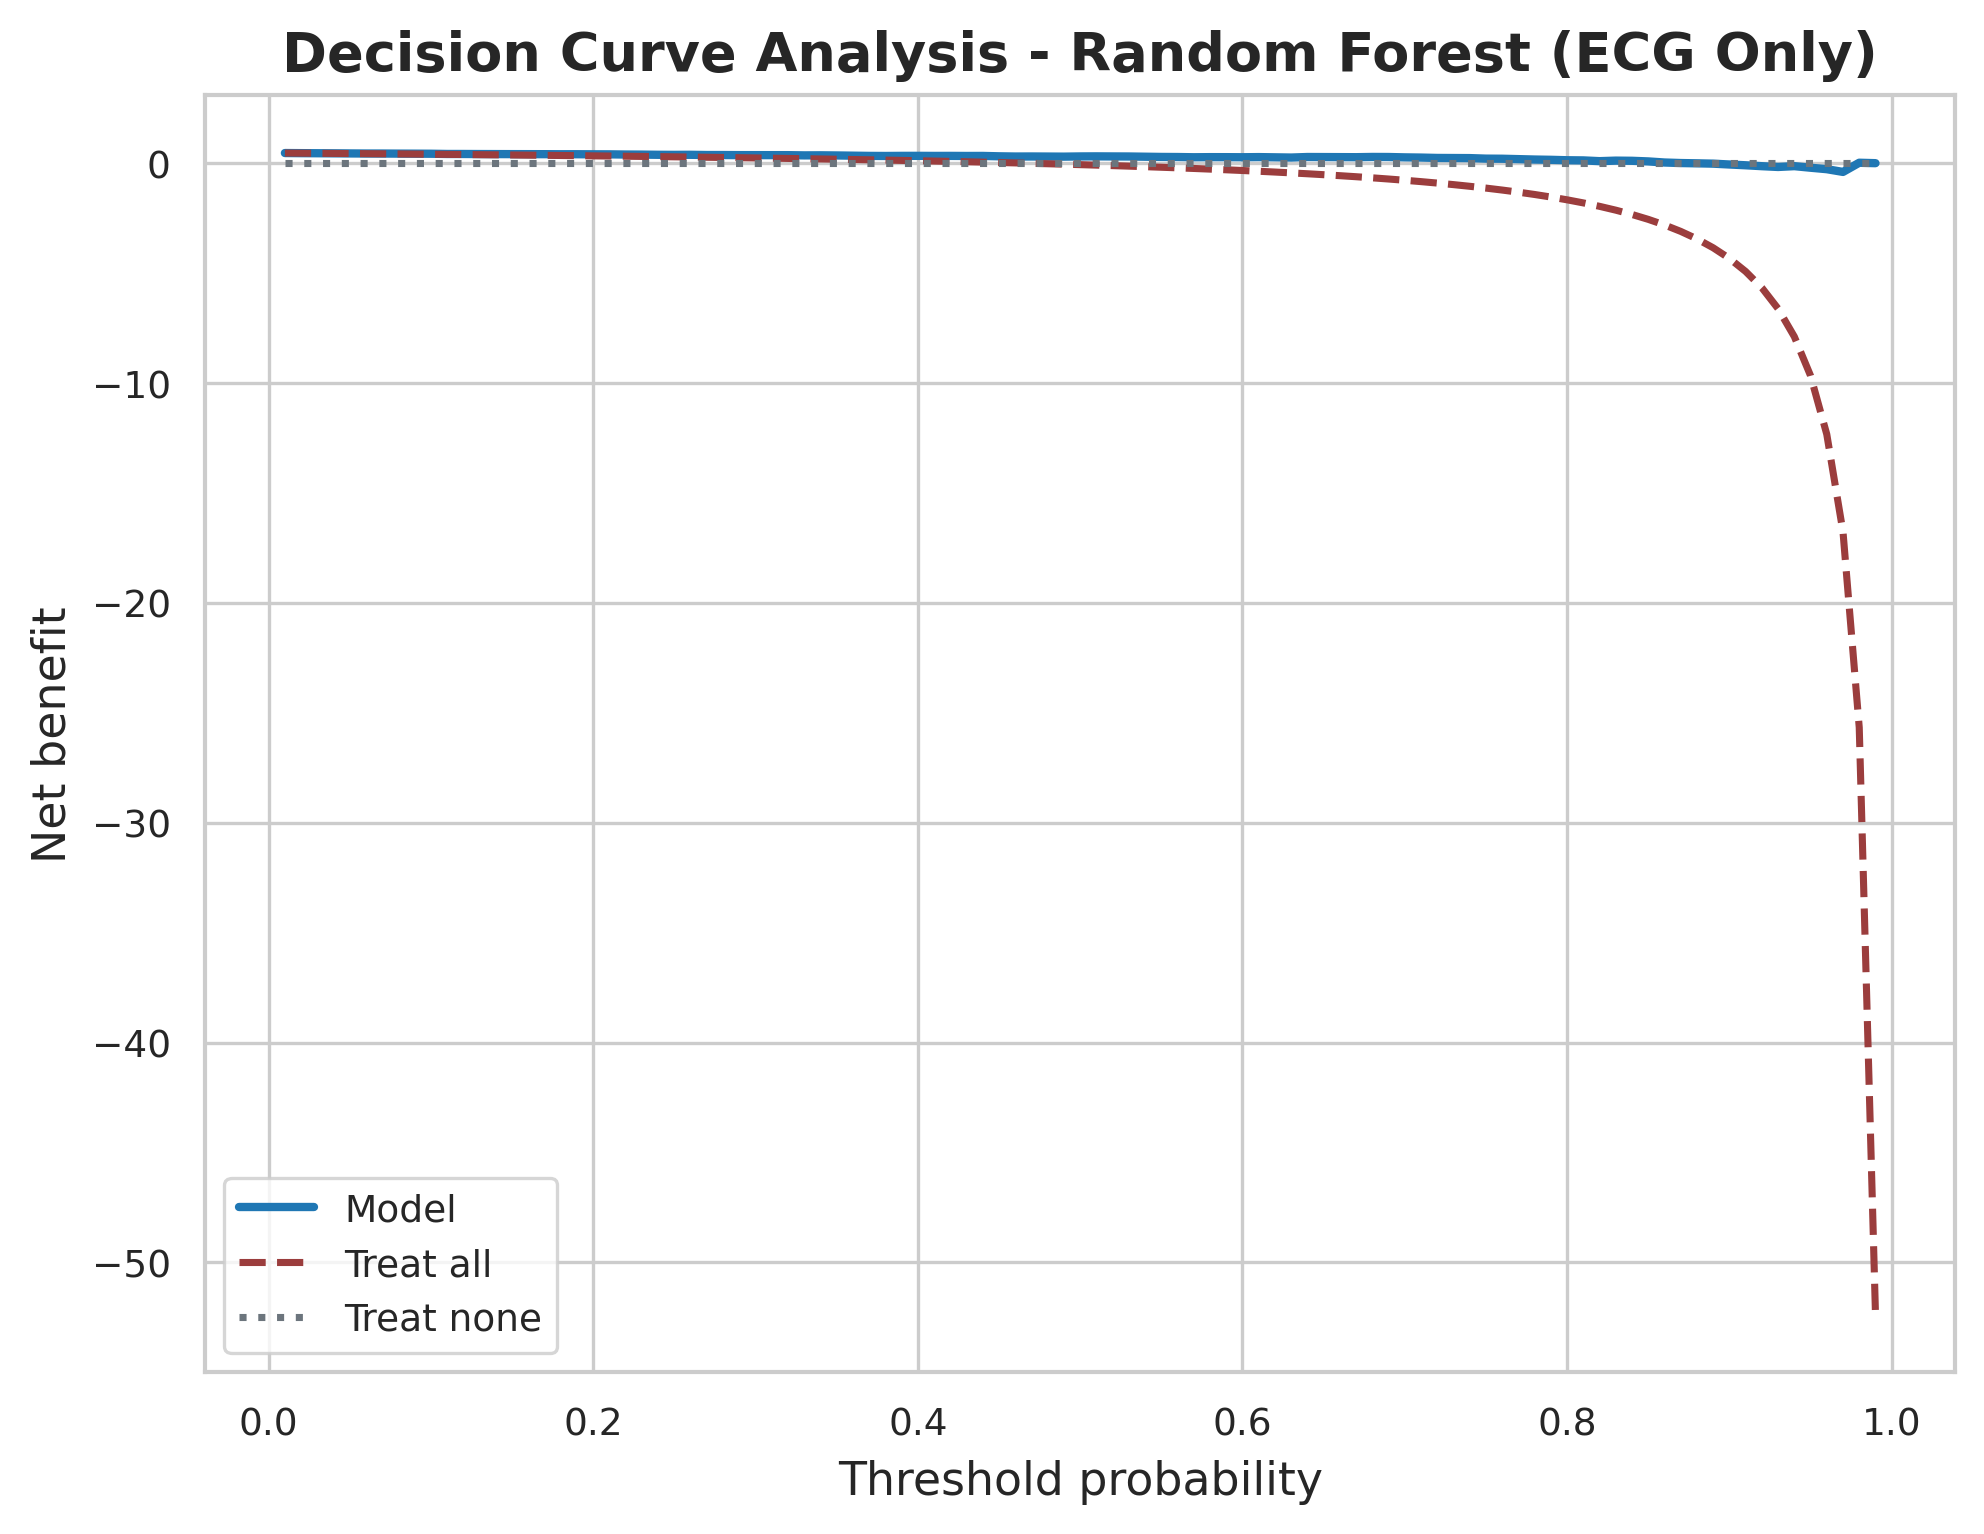 Decision Curve Analysis - Random Forest (ECG Only)
0
−10
−20
−30
−40
−50
Net benefit
Model
Treat all
Treat none
0.0 0.2 0.4 0.6 0.8 1.0
Threshold probability